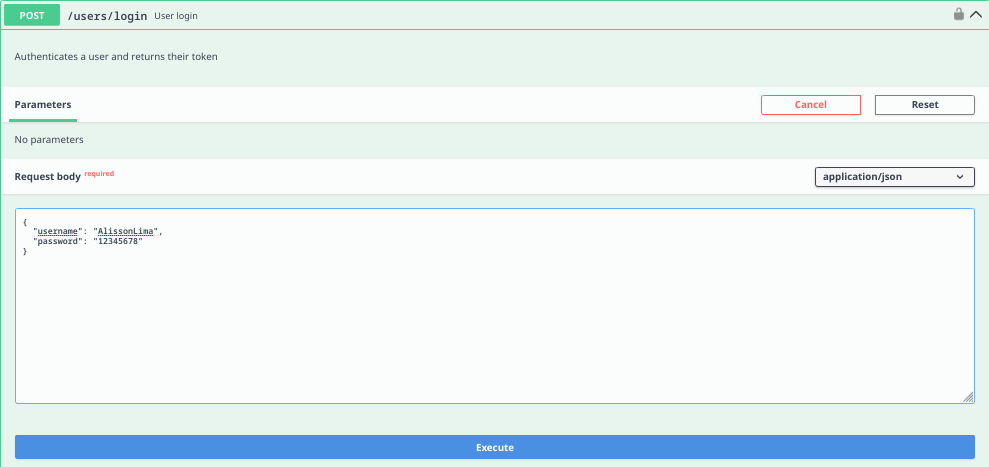 POST /users/login User login
Authenticates a user and returns their token
Parameters Cancel Reset
No parameters
Request body required application/json
{
  "username": "AlissonLima",
  "password": "12345678"
}
Execute